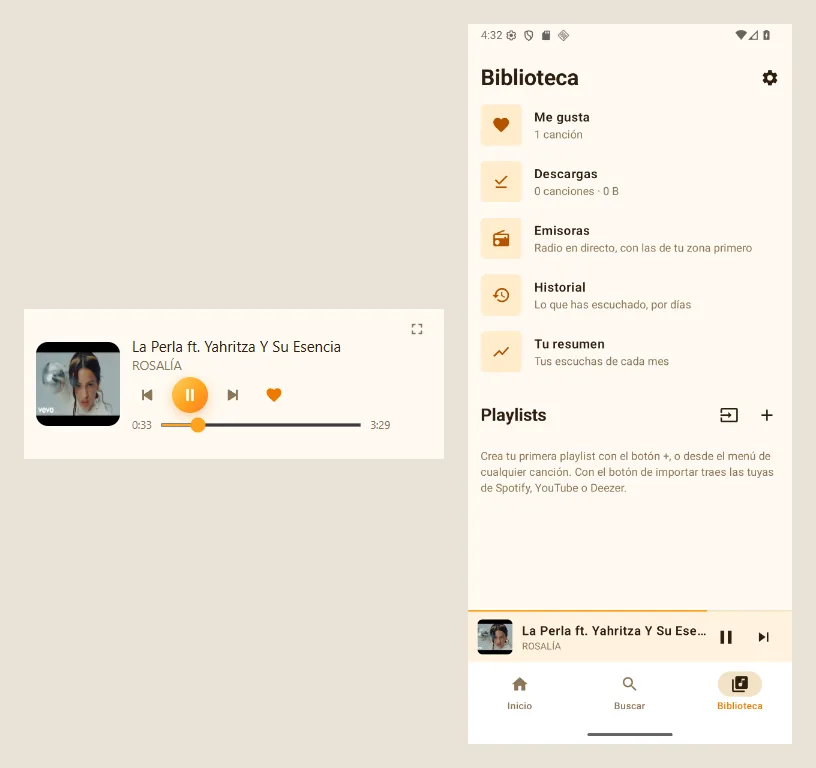 La Perla ft. Yahritza Y Su Esencia
ROSALÍA
0:33
3:29
vevo
4:32
Biblioteca
Me gusta
1 canción
Descargas
0 canciones · 0 B
Emisoras
Radio en directo, con las de tu zona primero
Historial
Lo que has escuchado, por días
Tu resumen
Tus escuchas de cada mes
Playlists
Crea tu primera playlist con el botón +, o desde el menú de
cualquier canción. Con el botón de importar traes las tuyas
de Spotify, YouTube o Deezer.
La Perla ft. Yahritza Y Su Ese...
ROSALÍA
Inicio
Buscar
Biblioteca